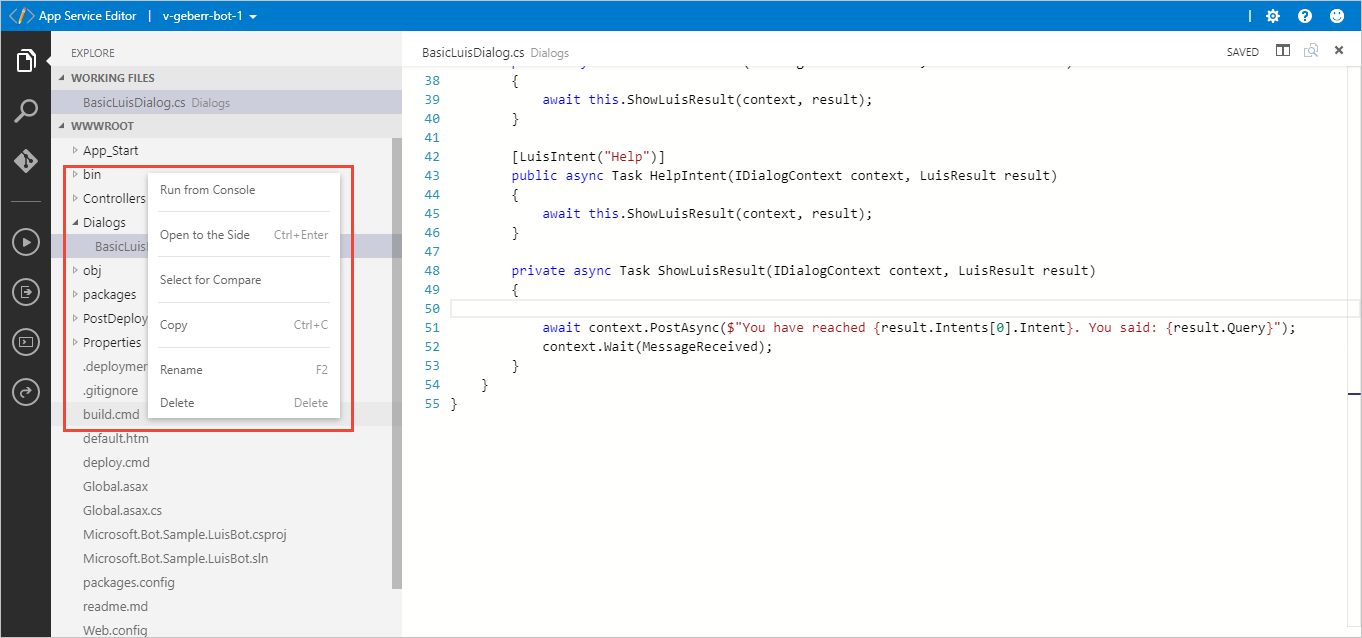 App Service Editor | v-geberr-bot-1
EXPLORE
WORKING FILES
BasicLuisDialog.cs Dialogs
WWWROOT
App_Start
bin
Controllers
Dialogs
BasicLuisl
obj
packages
PostDeploy
Properties
.deploymer
.gitignore
build.cmd
default.htm
deploy.cmd
Global.asax
Global.asax.cs
Microsoft.Bot.Sample.LuisBot.csproj
Microsoft.Bot.Sample.LuisBot.sln
packages.config
readme.md
Web.config
Run from Console
Open to the Side Ctrl+Enter
Select for Compare
Copy Ctrl+C
Rename F2
Delete Delete
BasicLuisDialog.cs Dialogs SAVED
38 {
39 await this.ShowLuisResult(context, result);
40 }
41
42 [LuisIntent("Help")]
43 public async Task HelpIntent(IDialogContext context, LuisResult result)
44 {
45 await this.ShowLuisResult(context, result);
46 }
47
48 private async Task ShowLuisResult(IDialogContext context, LuisResult result)
49 {
50
51 await context.PostAsync($"You have reached {result.Intents[0].Intent}. You said: {result.Query}");
52 context.Wait(MessageReceived);
53 }
54 }
55 }